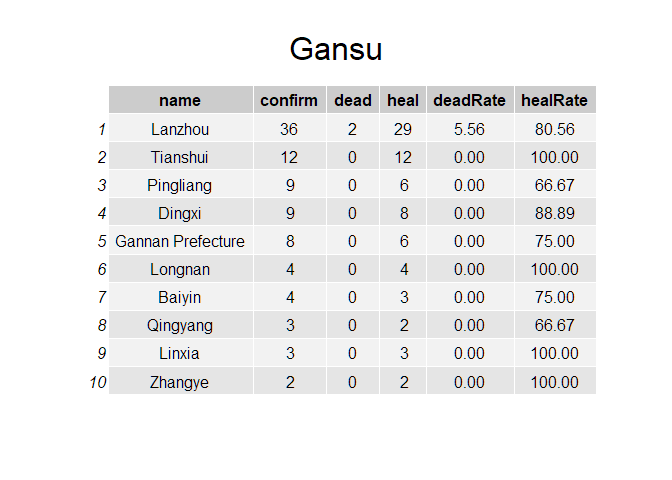 Gansu
name confirm dead heal deadRate healRate
1 Lanzhou 36 2 29 5.56 80.56
2 Tianshui 12 0 12 0.00 100.00
3 Pingliang 9 0 6 0.00 66.67
4 Dingxi 9 0 8 0.00 88.89
5 Gannan Prefecture 8 0 6 0.00 75.00
6 Longnan 4 0 4 0.00 100.00
7 Baiyin 4 0 3 0.00 75.00
8 Qingyang 3 0 2 0.00 66.67
9 Linxia 3 0 3 0.00 100.00
10 Zhangye 2 0 2 0.00 100.00